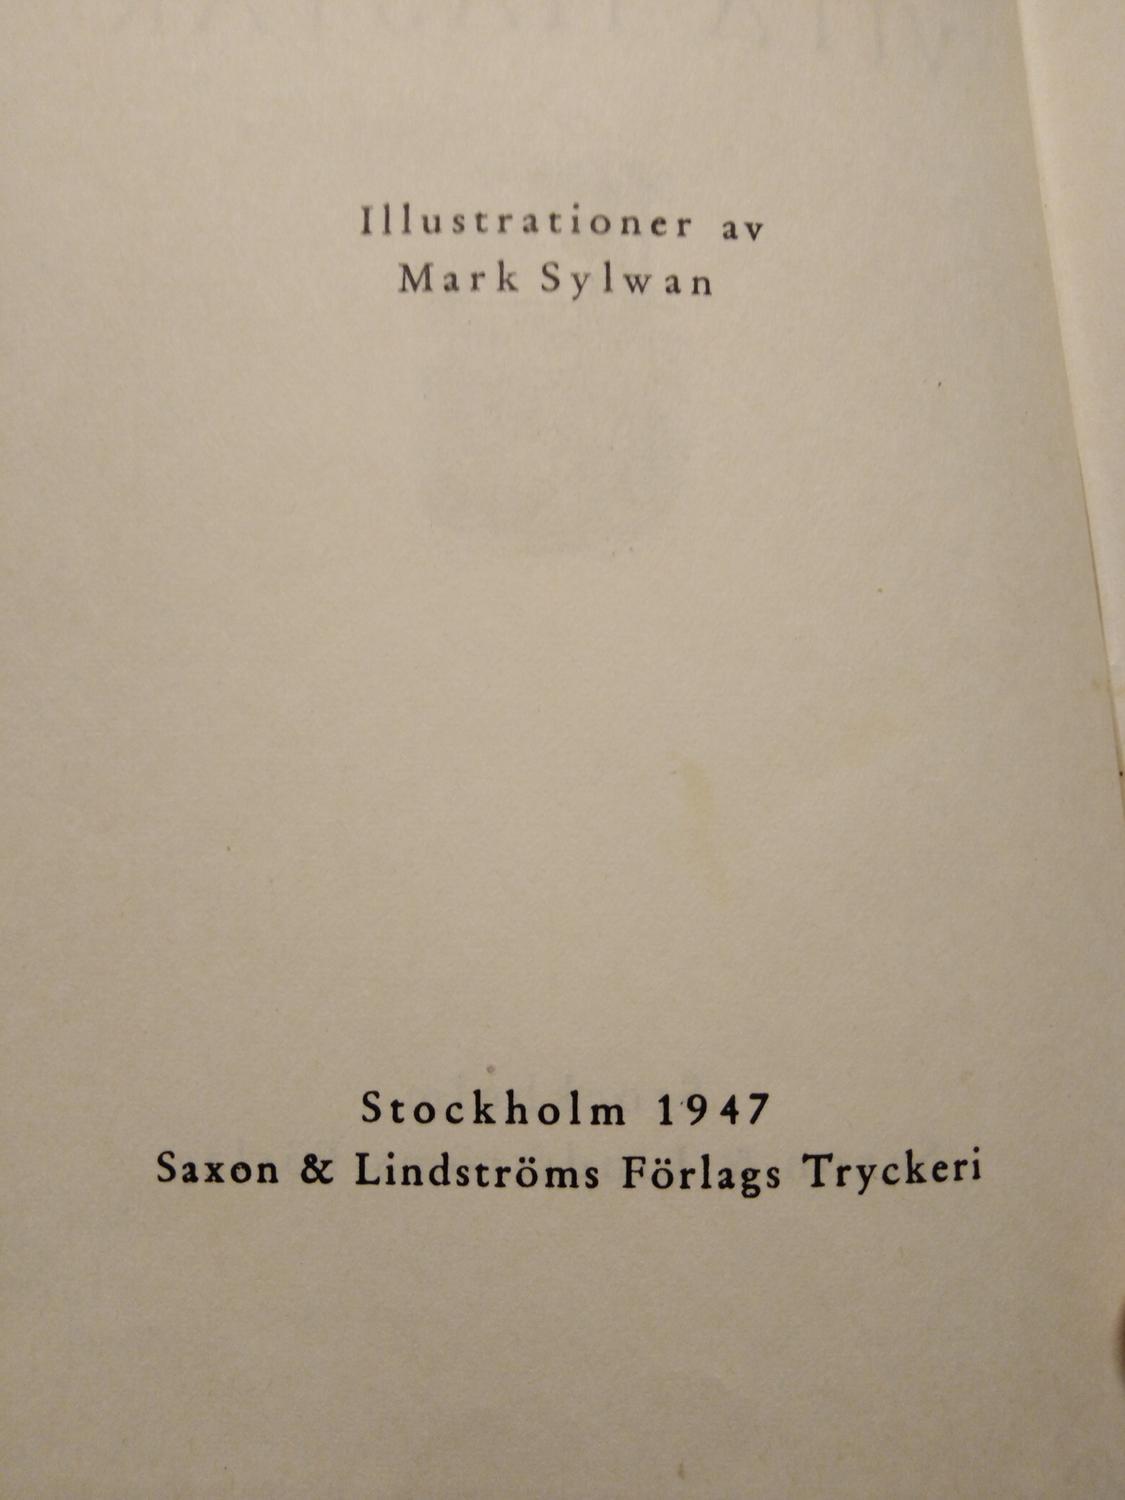 Illustrationer av
Mark Sylwan
Stockholm 1947
Saxon & Lindströms Förlags Tryckeri